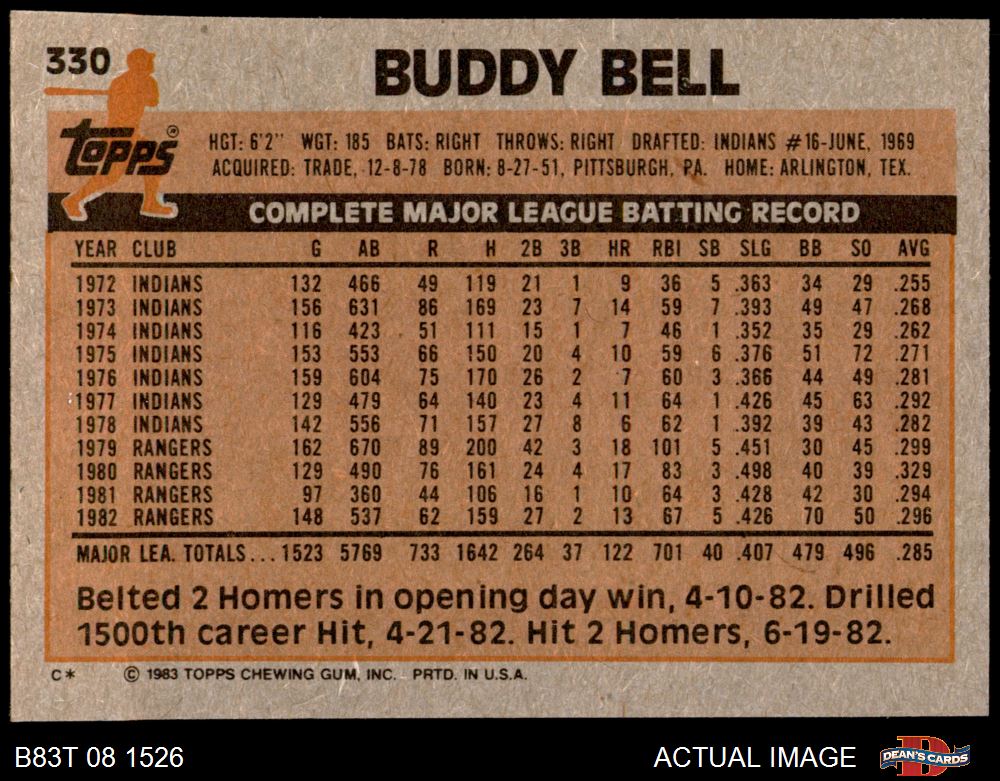 330
BUDDY BELL
Topps®
HGT: 6'2'' WGT: 185 BATS: RIGHT THROWS: RIGHT DRAFTED: INDIANS #16-JUNE, 1969
ACQUIRED: TRADE, 12-8-78 BORN: 8-27-51, PITTSBURGH, PA. HOME: ARLINGTON, TEX.
COMPLETE MAJOR LEAGUE BATTING RECORD
YEAR CLUB G AB R H 2B 3B HR RBI SB SLG BB SO AVG
1972 INDIANS 132 466 49 119 21 1 9 36 5 .363 34 29 .255
1973 INDIANS 156 631 86 169 23 7 14 59 7 .393 49 47 .268
1974 INDIANS 116 423 51 111 15 1 7 46 1 .352 35 29 .262
1975 INDIANS 153 553 66 150 20 4 10 59 6 .376 51 72 .271
1976 INDIANS 159 604 75 170 26 2 7 60 3 .366 44 49 .281
1977 INDIANS 129 479 64 140 23 4 11 64 1 .426 45 63 .292
1978 INDIANS 142 556 71 157 27 8 6 62 1 .392 39 43 .282
1979 RANGERS 162 670 89 200 42 3 18 101 5 .451 30 45 .299
1980 RANGERS 129 490 76 161 24 4 17 83 3 .498 40 39 .329
1981 RANGERS 97 360 44 106 16 1 10 64 3 .428 42 30 .294
1982 RANGERS 148 537 62 159 27 2 13 67 5 .426 70 50 .296
MAJOR LEA. TOTALS...1523 5769 733 1642 264 37 122 701 40 .407 479 496 .285
Belted 2 Homers in opening day win, 4-10-82. Drilled
1500th career Hit, 4-21-82. Hit 2 Homers, 6-19-82.
C* © 1983 TOPPS CHEWING GUM, INC. PRTD. IN U.S.A.
B83T 08 1526 ACTUAL IMAGE DEAN'S CARDS